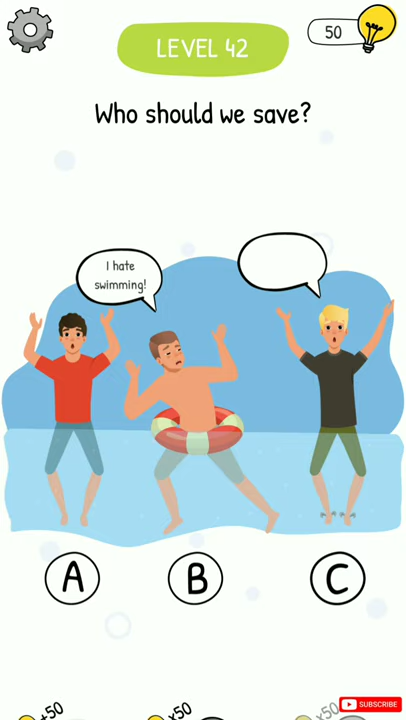 LEVEL 42
50
Who should we save?
I hate
swimming!
A
B
C
+50
x50
x50
SUBSCRIBE